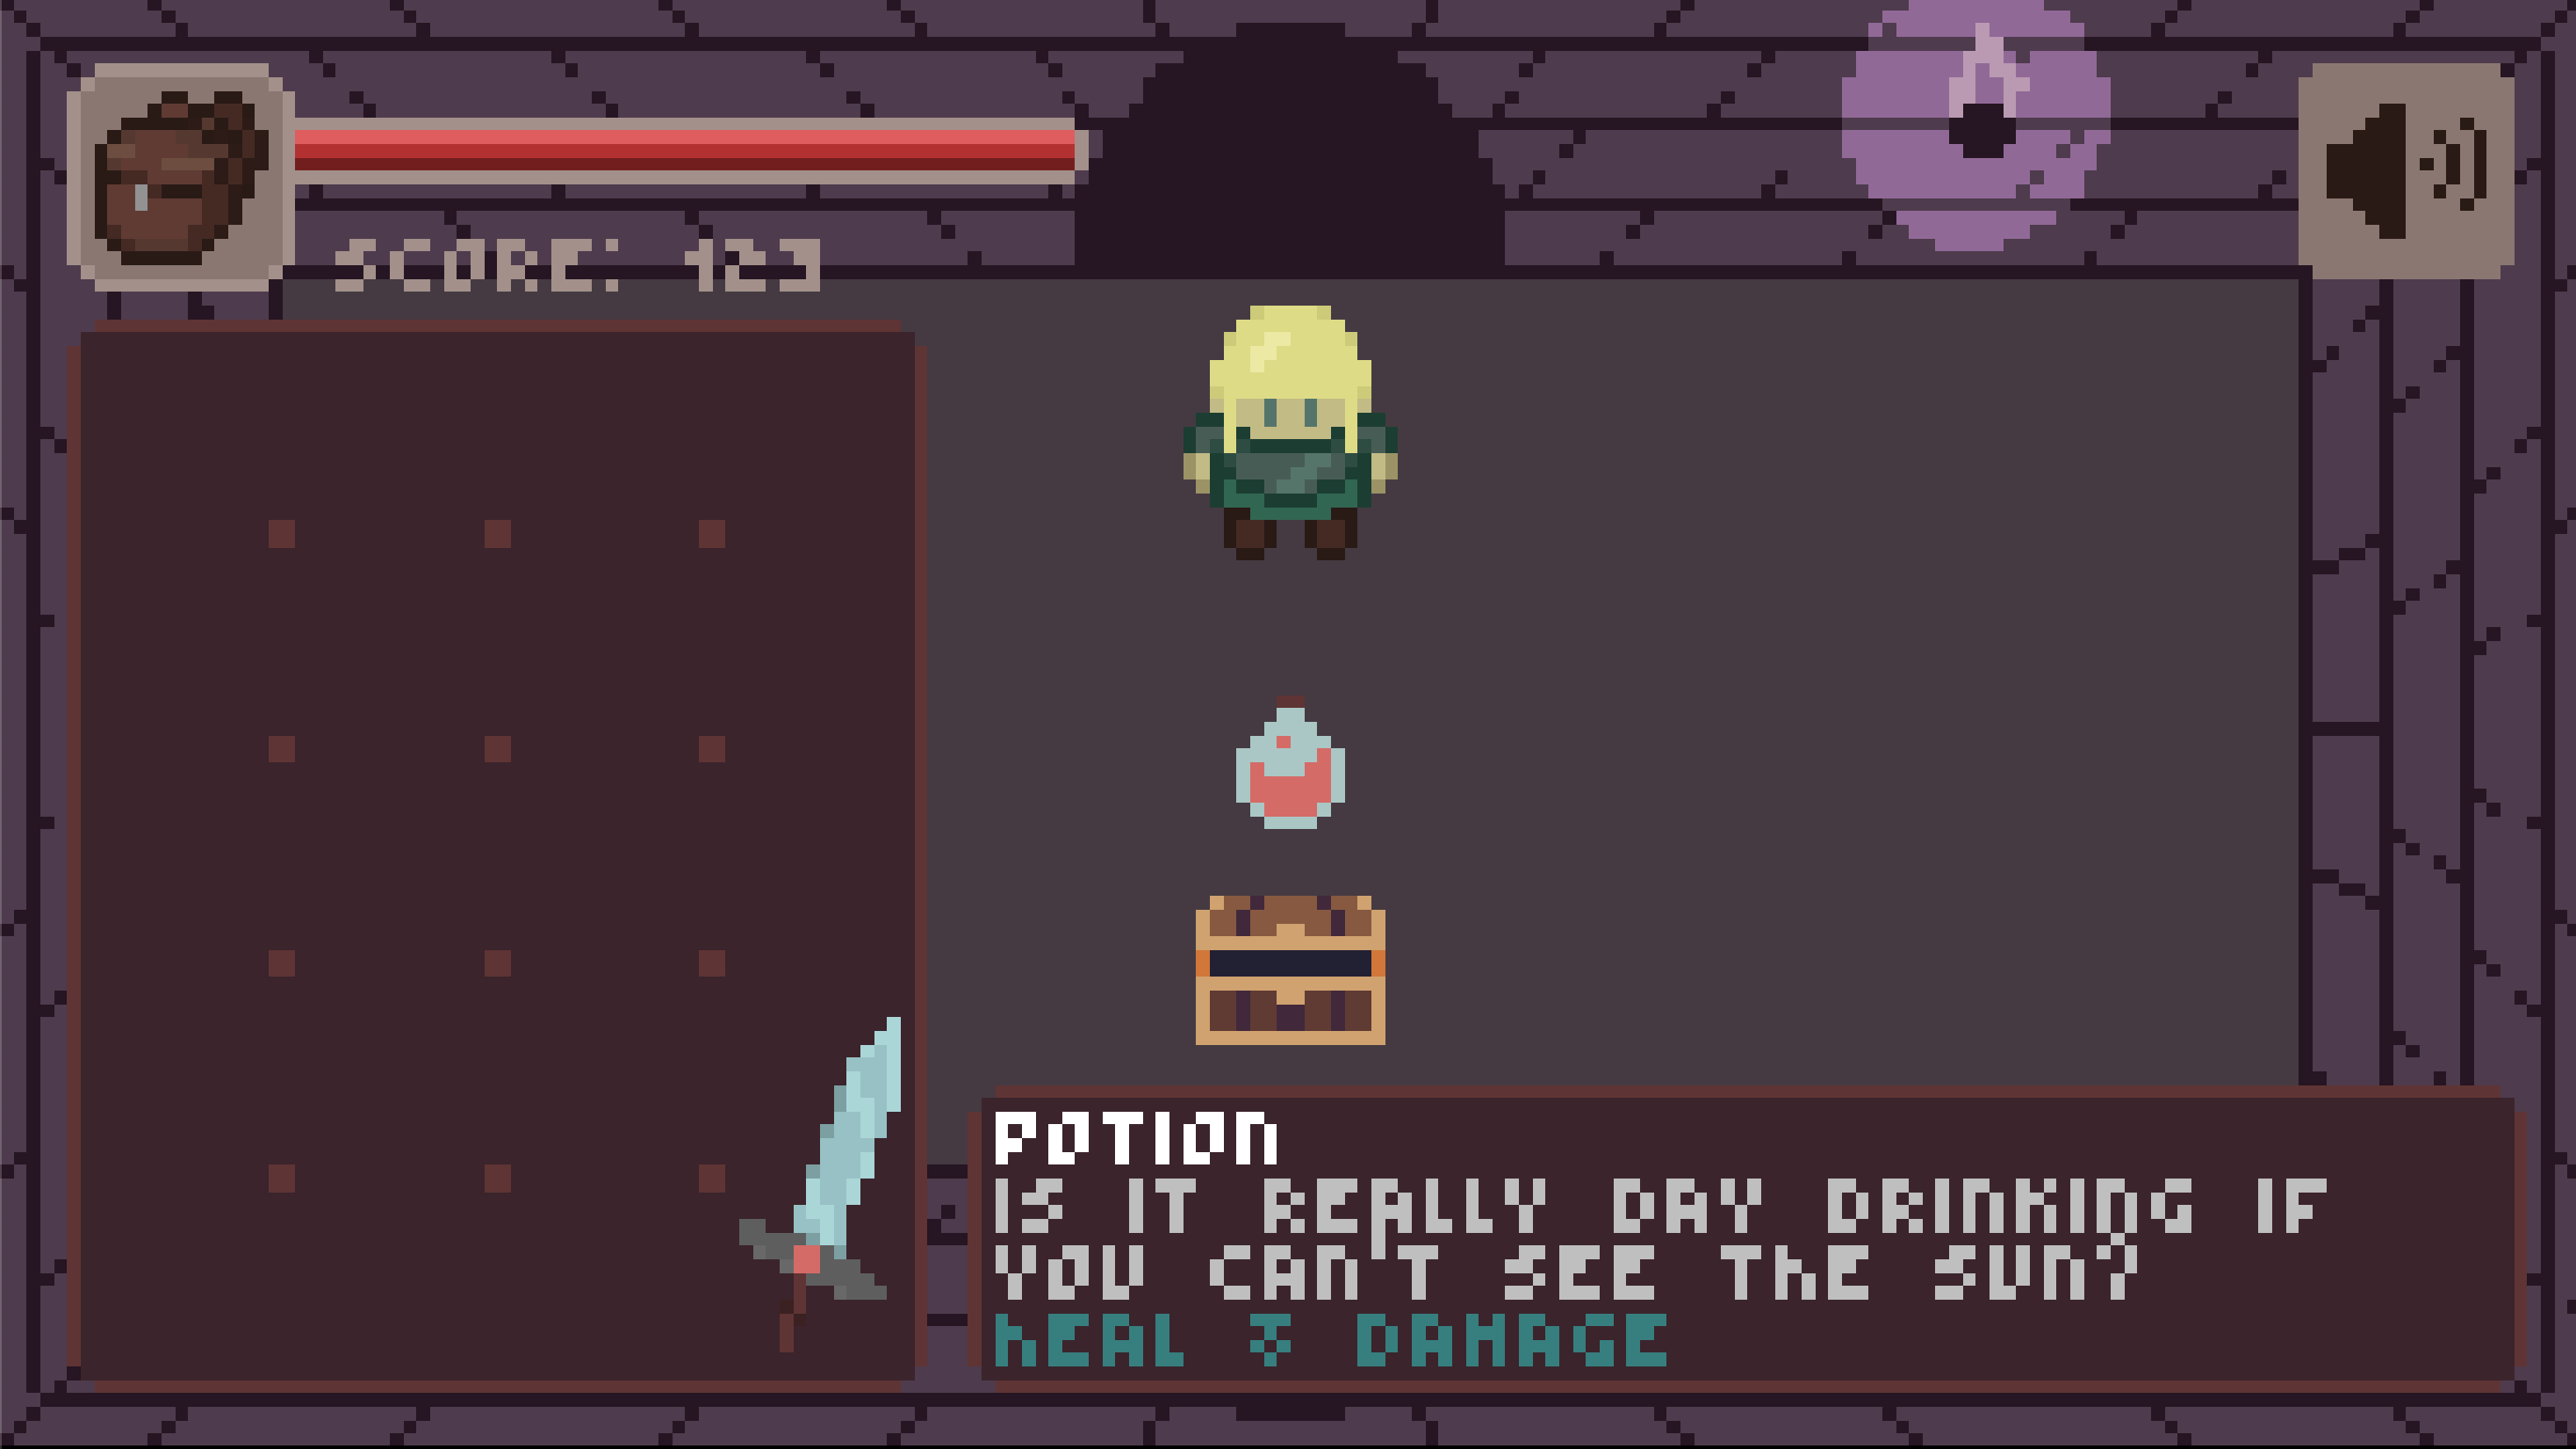 SCORE: 123
POTION
IS IT REALLY DAY DRINKING IF
YOU CAN'T SEE THE SUN?
HEAL DAMAGE